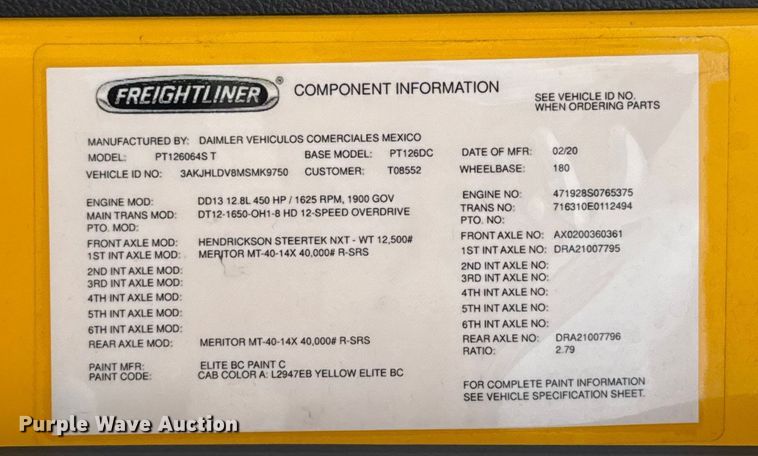 FREIGHTLINER® COMPONENT INFORMATION
SEE VEHICLE ID NO.
WHEN ORDERING PARTS
MANUFACTURED BY: DAIMLER VEHICULOS COMERCIALES MEXICO
MODEL: PT126064S T BASE MODEL: PT126DC DATE OF MFR: 02/20
VEHICLE ID NO: 3AKJHLDV8MSMK9750 CUSTOMER: T08552 WHEELBASE: 180
ENGINE MOD: DD13 12.8L 450 HP / 1625 RPM, 1900 GOV ENGINE NO: 471928S0765375
MAIN TRANS MOD: DT12-1650-OH1-8 HD 12-SPEED OVERDRIVE TRANS NO: 716310E0112494
PTO. MOD: PTO. NO:
FRONT AXLE MOD: HENDRICKSON STEERTEK NXT - WT 12,500# FRONT AXLE NO: AX0200360361
1ST INT AXLE MOD: MERITOR MT-40-14X 40,000# R-SRS 1ST INT AXLE NO: DRA21007795
2ND INT AXLE MOD: 2ND INT AXLE NO:
3RD INT AXLE MOD: 3RD INT AXLE NO:
4TH INT AXLE MOD: 4TH INT AXLE NO:
5TH INT AXLE MOD: 5TH INT AXLE NO:
6TH INT AXLE MOD: 6TH INT AXLE NO:
REAR AXLE MOD: MERITOR MT-40-14X 40,000# R-SRS REAR AXLE NO: DRA21007796
RATIO: 2.79
PAINT MFR: ELITE BC PAINT C
PAINT CODE: CAB COLOR A: L2947EB YELLOW ELITE BC
FOR COMPLETE PAINT INFORMATION
SEE VEHICLE SPECIFICATION SHEET.
Purple Wave Auction